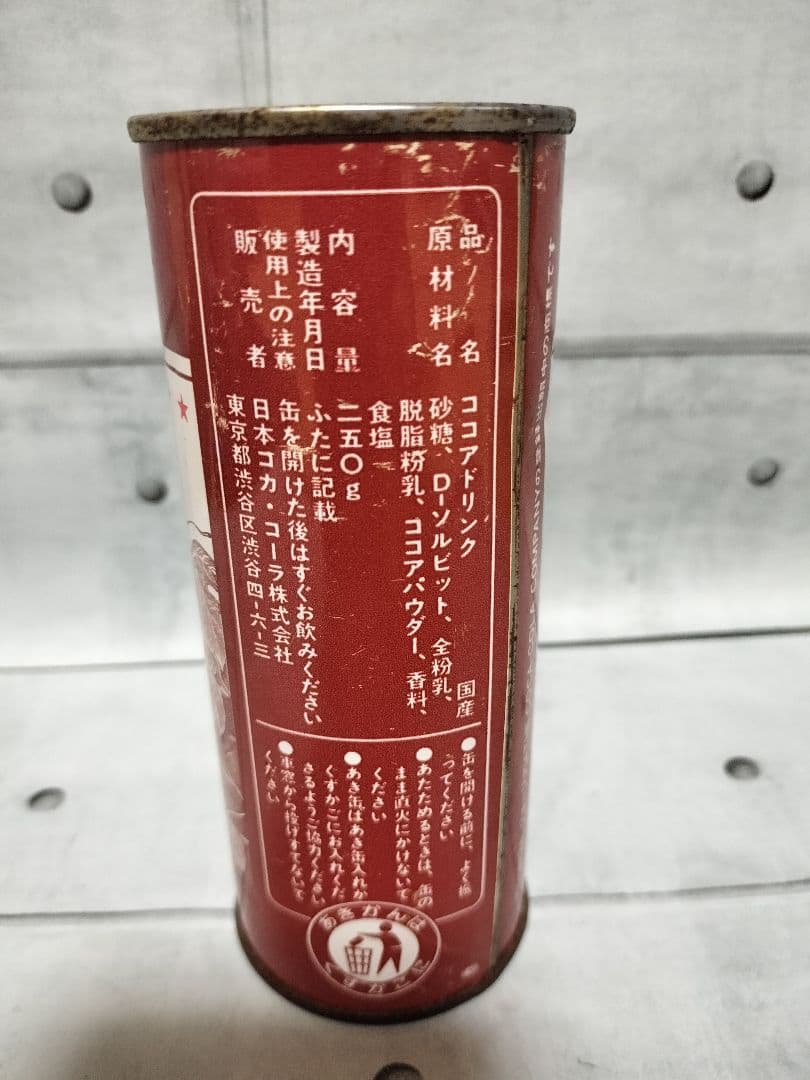 品名 ココアドリンク 国産
原材料名 砂糖、D-ソルビット、全粉乳、
脱脂粉乳、ココアパウダー、香料、
食塩
内容量 二五〇g
製造年月日 ふたに記載
使用上の注意 缶を開けた後はすぐお飲みください
販売者 日本コカ・コーラ株式会社
東京都渋谷区渋谷四-六-三
●缶を開ける前に、よく振
ってください
●あたためるときは、缶の
まま直火にかけないで
ください
●あき缶はあき缶入れか
くずかごにお入れくだ
さるようご協力ください
●車窓から投げすてないで
ください
あきかんは
くずかごに
COMPANY